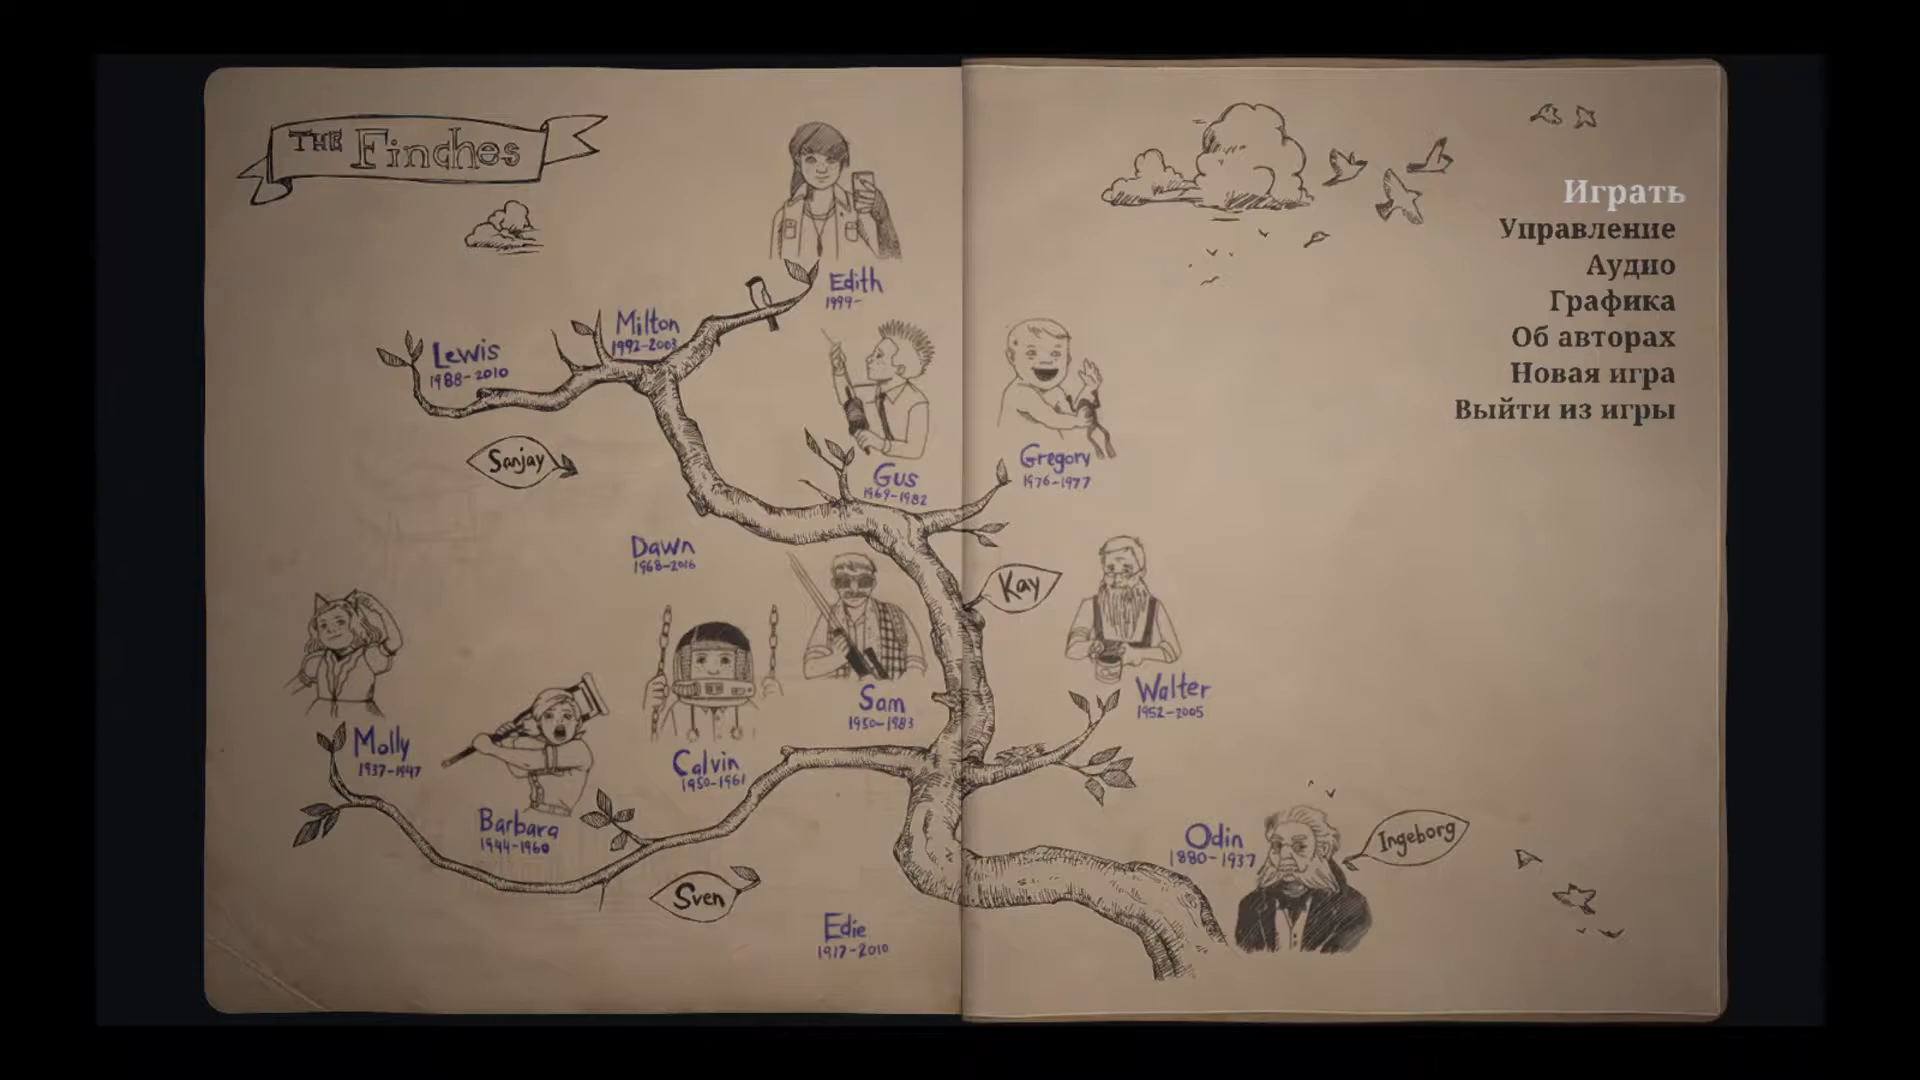 THE Finches
Edith
1999-
Milton
1992-2003
Lewis
1988-2010
Sanjay
Gus
1969-1982
Gregory
1976-1977
Dawn
1968-2016
Kay
Sam
1950-1983
Walter
1952-2005
Molly
1937-1947
Calvin
1950-1961
Barbara
1944-1960
Sven
Odin
1880-1937
Ingeborg
Edie
1917-2010
Играть
Управление
Аудио
Графика
Об авторах
Новая игра
Выйти из игры